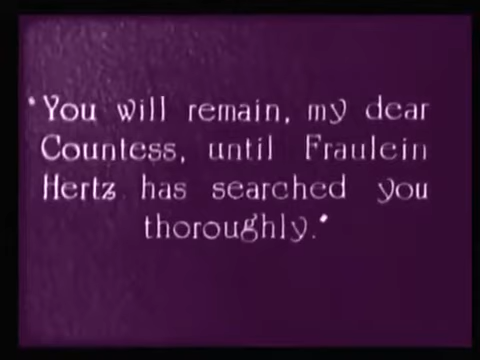 "You will remain, my dear
Countess, until Fraulein
Hertz has searched you
thoroughly."